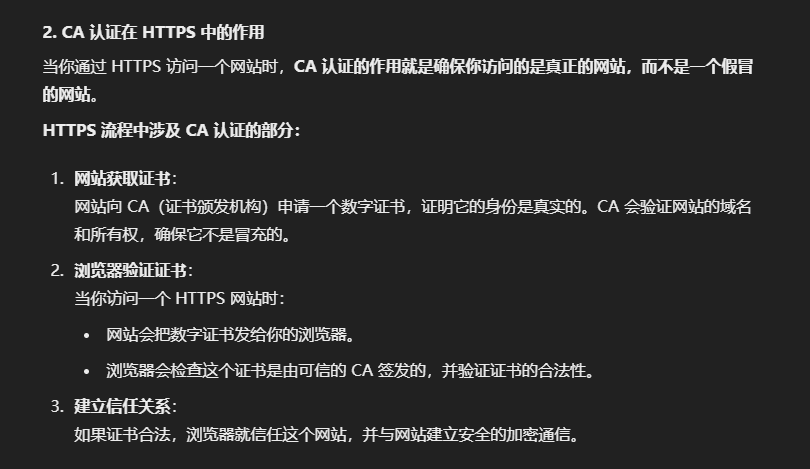 2. CA 认证在 HTTPS 中的作用
当你通过 HTTPS 访问一个网站时，CA 认证的作用就是确保你访问的是真正的网站，而不是一个假冒
的网站。
HTTPS 流程中涉及 CA 认证的部分：
1. 网站获取证书：
网站向 CA（证书颁发机构）申请一个数字证书，证明它的身份是真实的。CA 会验证网站的域名
和所有权，确保它不是冒充的。
2. 浏览器验证证书：
当你访问一个 HTTPS 网站时：
• 网站会把数字证书发给你的浏览器。
• 浏览器会检查这个证书是由可信的 CA 签发的，并验证证书的合法性。
3. 建立信任关系：
如果证书合法，浏览器就信任这个网站，并与网站建立安全的加密通信。